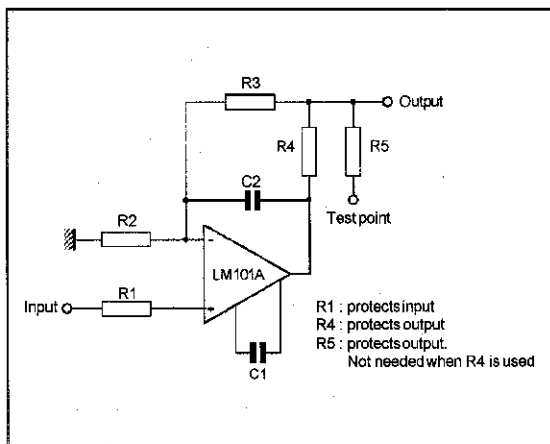 R3
Output
R4
R5
C2
Test point
R2
-
LM101A
Input
R1
+
C1
R1 : protects input
R4 : protects output
R5 : protects output.
Not needed when R4 is used